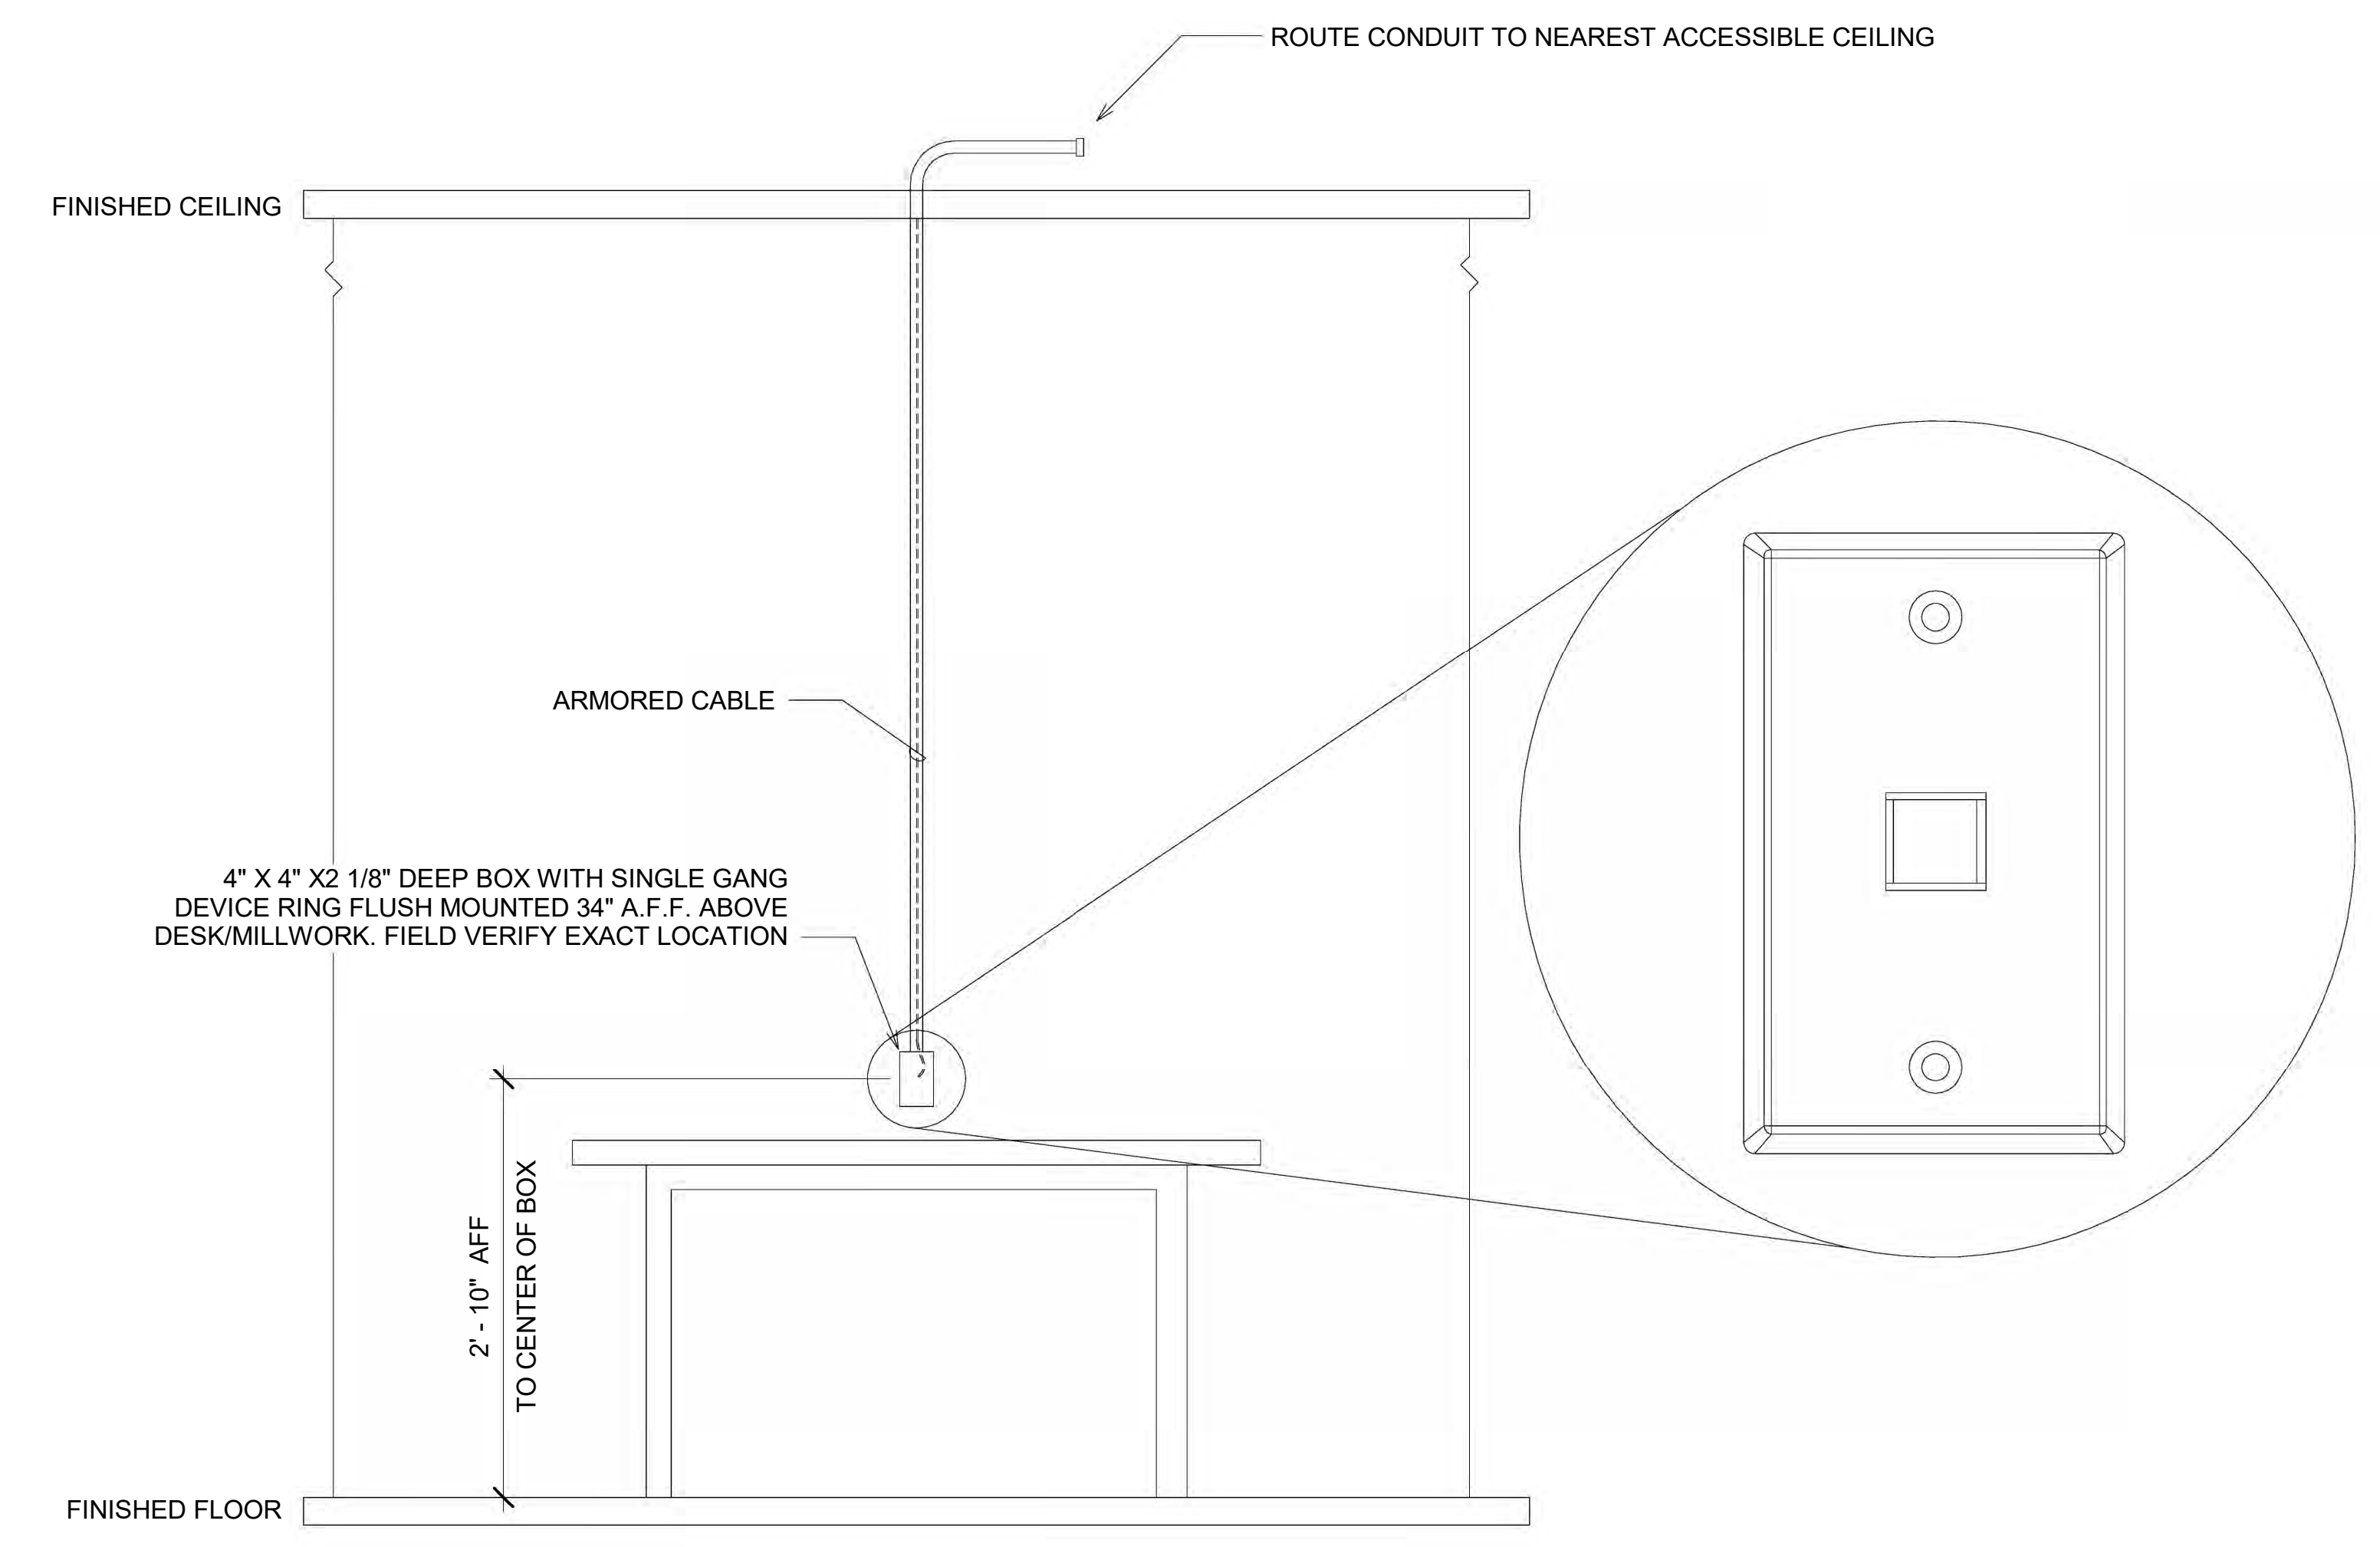 ROUTE CONDUIT TO NEAREST ACCESSIBLE CEILING
FINISHED CEILING
ARMORED CABLE
4" X 4" X2 1/8" DEEP BOX WITH SINGLE GANG
DEVICE RING FLUSH MOUNTED 34" A.F.F. ABOVE
DESK/MILLWORK. FIELD VERIFY EXACT LOCATION
2' - 10" AFF
TO CENTER OF BOX
FINISHED FLOOR